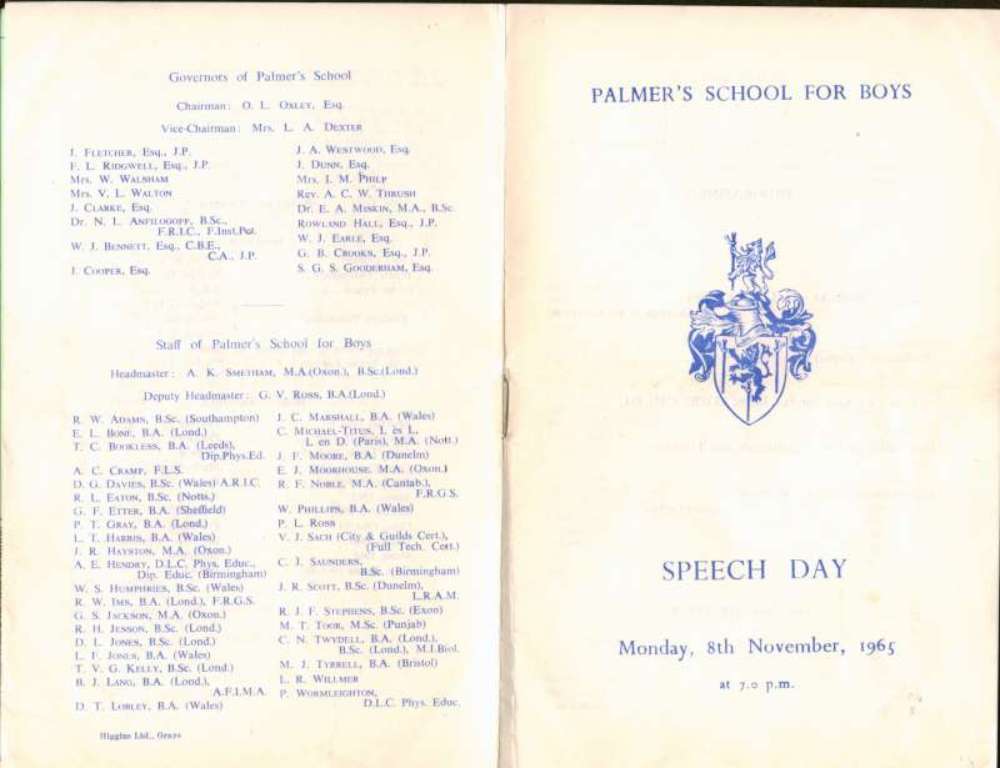 Governors of Palmer's School
Chairman: O. L. OXLEY, Esq.
Vice-Chairman: Mrs. L. A. DEXTER
I. FLETCHER, Esq., J.P.
F. L. RIDGWELL, Esq., J.P.
Mrs. W. WALSHAM
Mrs. V. L. WALTON
J. CLARKE, Esq.
Dr. N. L. ANFILOGOFF, B.Sc.,
F.R.I.C., F.Inst.Pet.
W. J. BENNETT, Esq., C.B.E.,
C.A., J.P.
J. COOPER, Esq.
J. A. WESTWOOD, Esq.
J. DUNN, Esq.
Mrs. I. M. PHILP
Rev. A. C. W. THRUSH
Dr. E. A. MISKIN, M.A., B.Sc.
ROWLAND HALL, Esq., J.P.
W. J. EARLE, Esq.
G. B. CROOKS, Esq., J.P.
S. G. S. GOODERHAM, Esq.
Staff of Palmer's School for Boys
Headmaster: A. K. SMETHAM, M.A.(Oxon.), B.Sc.(Lond.)
Deputy Headmaster: G. V. ROSS, B.A.(Lond.)
R. W. ADAMS, B.Sc. (Southampton)
E. L. BONE, B.A. (Lond.)
T. C. BOOKLESS, B.A. (Leeds),
Dip.Phys.Ed.
A. C. CRAMP, F.L.S.
D. G. DAVIES, B.Sc. (Wales) A.R.I.C.
R. L. EATON, B.Sc. (Notts.)
G. F. ETTER, B.A. (Sheffield)
P. T. GRAY, B.A. (Lond.)
L. T. HARRIS, B.A. (Wales)
J. R. HAYSTON, M.A. (Oxon.)
A. E. HENDRY, D.L.C. Phys. Educ.,
Dip. Educ. (Birmingham)
W. S. HUMPHRIES, B.Sc. (Wales)
R. W. IMS, B.A. (Lond.), F.R.G.S.
G. S. JACKSON, M.A. (Oxon.)
R. H. JESSON, B.Sc. (Lond.)
D. L. JONES, B.Sc. (Lond.)
L. F. JONES, B.A. (Wales)
T. V. G. KELLY, B.Sc. (Lond.)
B. J. LANG, B.A. (Lond.),
A.F.I.M.A.
D. T. LOBLEY, B.A. (Wales)
J. C. MARSHALL, B.A. (Wales)
C. MICHAEL-TITUS, L. ès L.,
L. en D. (Paris), M.A. (Nott.)
J. F. MOORE, B.A. (Dunelm)
E. J. MOORHOUSE, M.A. (Oxon.)
R. F. NOBLE, M.A. (Cantab.),
F.R.G.S.
W. PHILLIPS, B.A. (Wales)
P. L. ROSS
V. J. SACH (City & Guilds Cert.),
(Full Tech. Cert.)
C. J. SAUNDERS,
B.Sc. (Birmingham)
J. R. SCOTT, B.Sc. (Dunelm),
L.R.A.M.
R. J. F. STEPHENS, B.Sc. (Exon)
M. T. TOOR, M.Sc. (Punjab)
C. N. TWYDELL, B.A. (Lond.),
B.Sc. (Lond.), M.I.Biol.
M. J. TYRRELL, B.A. (Bristol)
L. R. WILLMER
P. WORMLEIGHTON,
D.L.C. Phys. Educ.
Higgins Ltd., Grays
PALMER'S SCHOOL FOR BOYS
SPEECH DAY
Monday, 8th November, 1965
at 7.0 p.m.